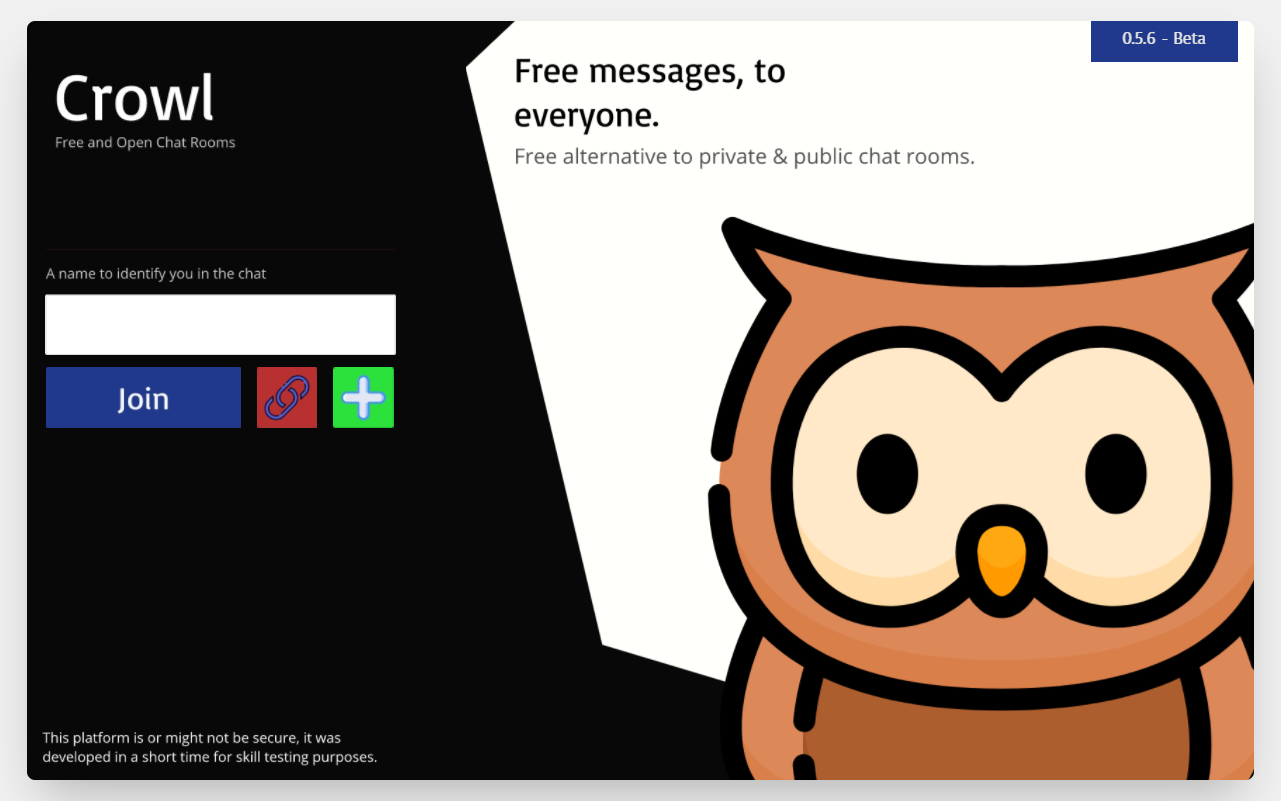 Crowl
Free and Open Chat Rooms
A name to identify you in the chat
Join
This platform is or might not be secure, it was
developed in a short time for skill testing purposes.
0.5.6 - Beta
Free messages, to
everyone.
Free alternative to private & public chat rooms.